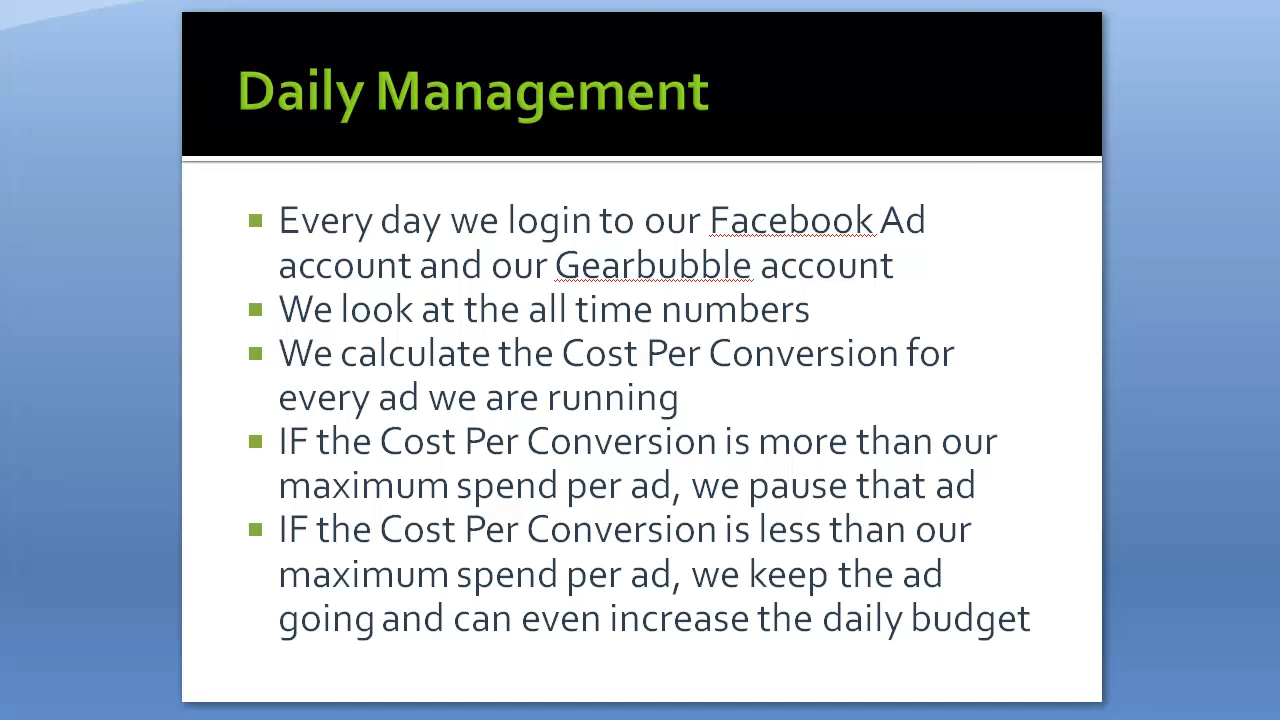 Daily Management
Every day we login to our Facebook Ad
account and our Gearbubble account
We look at the all time numbers
We calculate the Cost Per Conversion for
every ad we are running
IF the Cost Per Conversion is more than our
maximum spend per ad, we pause that ad
IF the Cost Per Conversion is less than our
maximum spend per ad, we keep the ad
going and can even increase the daily budget